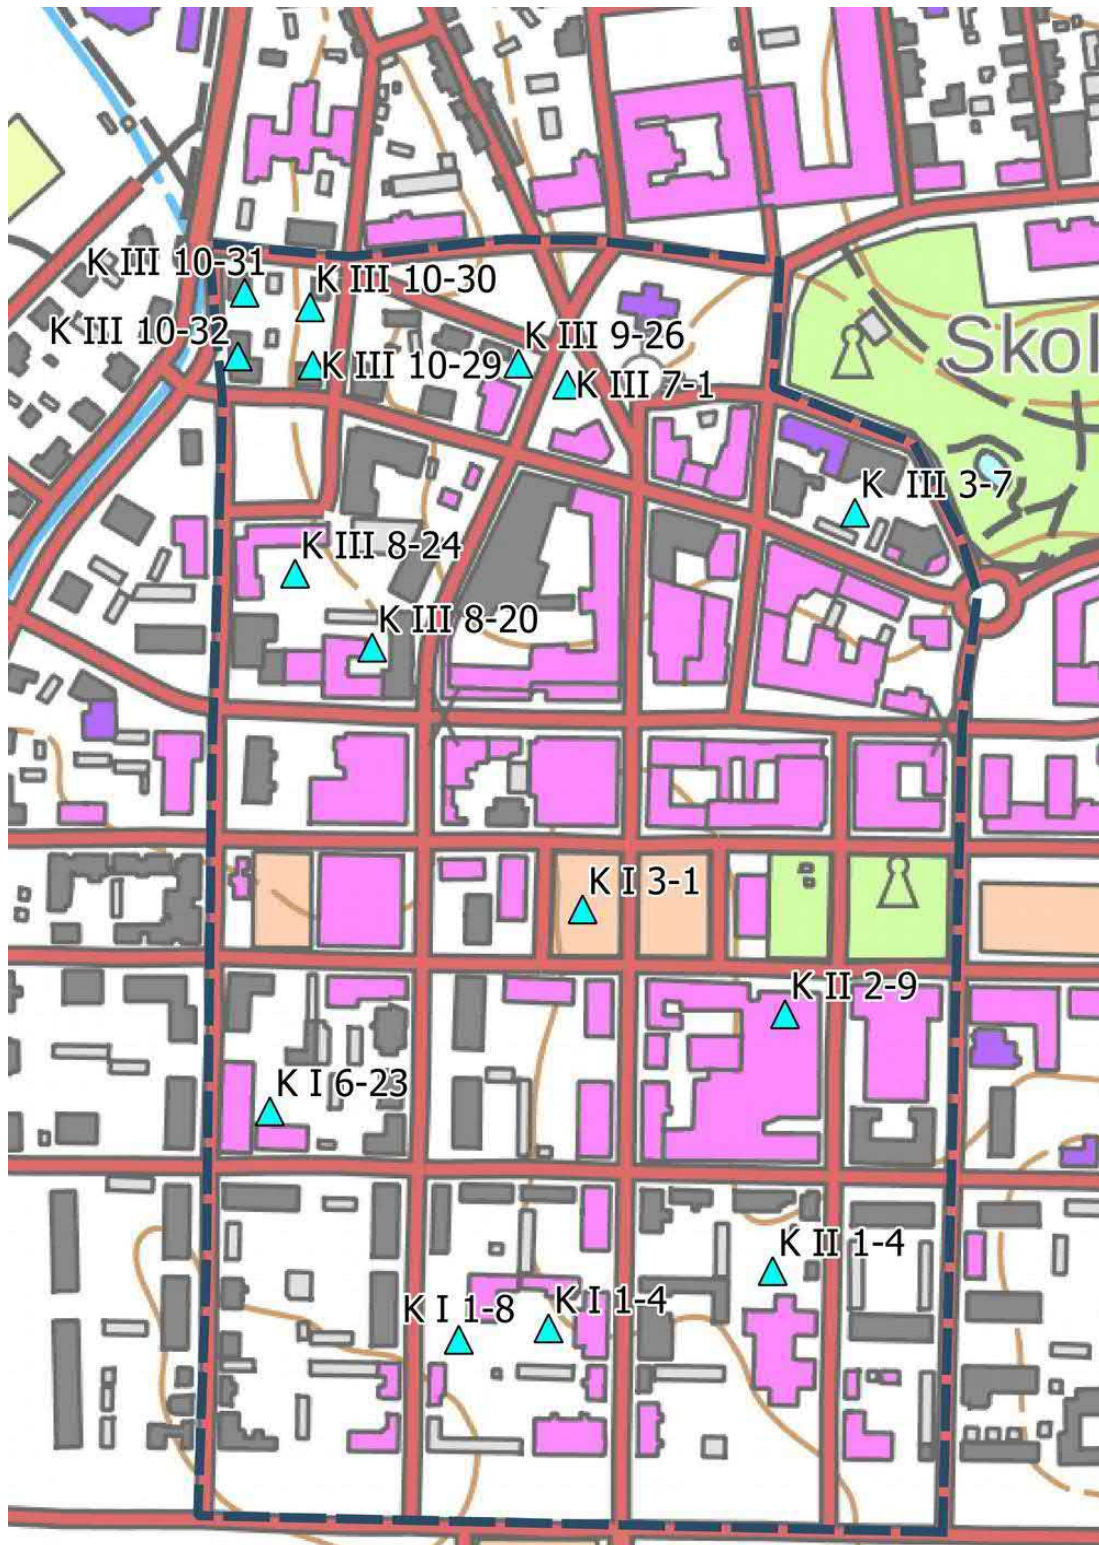 K III 10-31
K III 10-30
K III 10-32
K III 9-26
Skol
K III 10-29
K III 7-1
K III 3-7
K III 8-24
K III 8-20
K I 3-1
K II 2-9
K I 6-23
K II 1-4
K I 1-8
K I 1-4